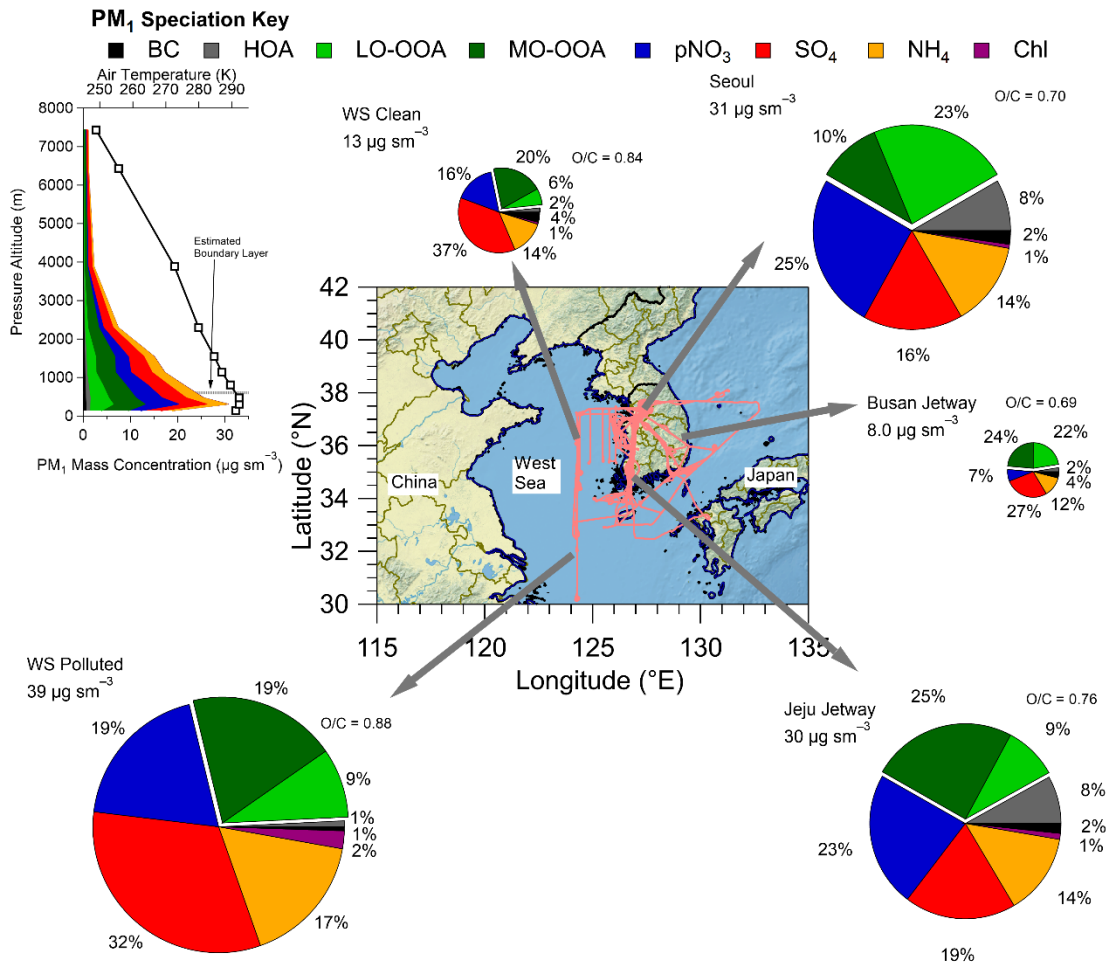 PM₁ Speciation Key
BC HOA LO-OOA MO-OOA pNO₃ SO₄ NH₄ Chl
Air Temperature (K)
250 260 270 280 290
8000
7000
6000
5000
4000
3000
2000
1000
0
Pressure Altitude (m)
Estimated
Boundary Layer
0 10 20 30
PM₁ Mass Concentration (µg sm⁻³)
WS Clean
13 µg sm⁻³
O/C = 0.84
20%
6%
2%
4%
1%
14%
37%
16%
Seoul
31 µg sm⁻³
O/C = 0.70
23%
8%
2%
1%
14%
16%
25%
10%
42
40
38
36
34
32
30
Latitude (°N)
China
West
Sea
Japan
115 120 125 130 135
Longitude (°E)
Busan Jetway
8.0 µg sm⁻³
O/C = 0.69
24%
22%
2%
4%
12%
27%
7%
WS Polluted
39 µg sm⁻³
O/C = 0.88
19%
9%
1%
1%
2%
17%
32%
19%
Jeju Jetway
30 µg sm⁻³
O/C = 0.76
25%
9%
8%
2%
1%
14%
19%
23%